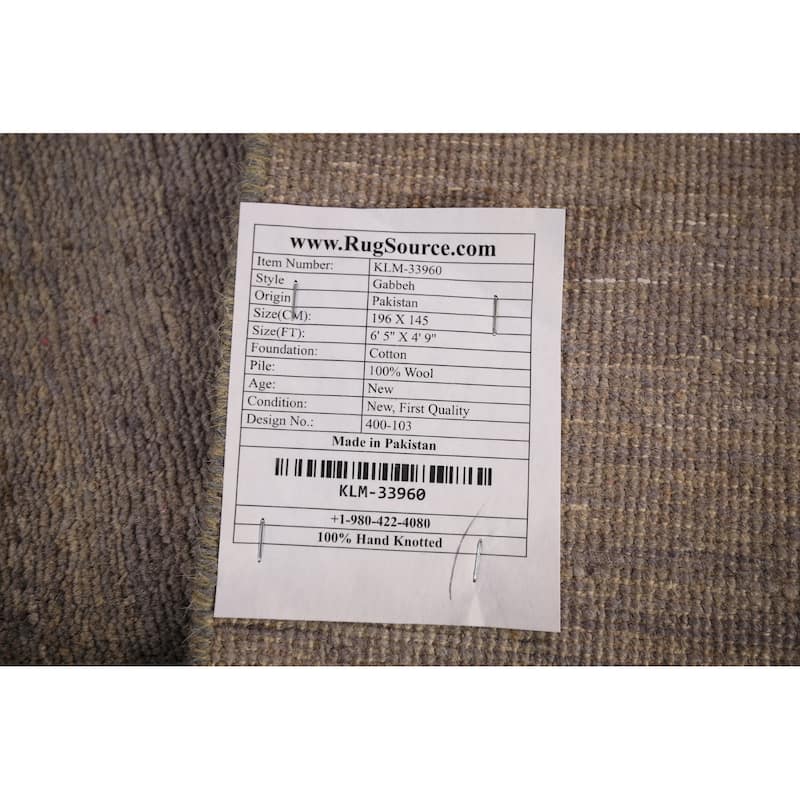 www.RugSource.com
Item Number: KLM-33960
Style Gabbeh
Origin Pakistan
Size(CM): 196 X 145
Size(FT): 6' 5" X 4' 9"
Foundation: Cotton
Pile: 100% Wool
Age: New
Condition: New, First Quality
Design No.: 400-103
Made in Pakistan
KLM-33960
+1-980-422-4080
100% Hand Knotted